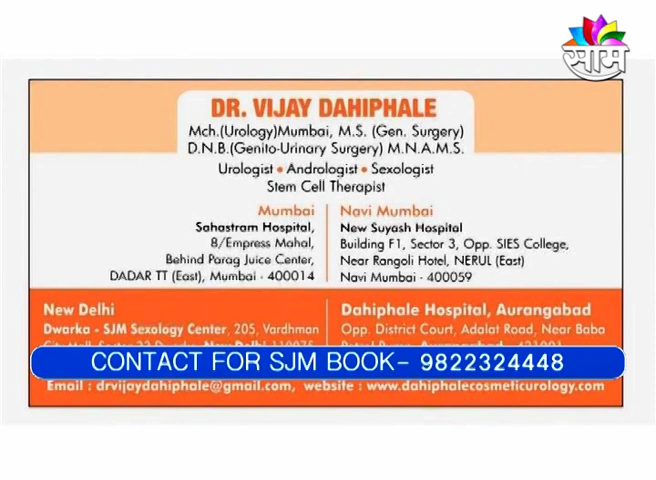 साम
DR. VIJAY DAHIPHALE
Mch.(Urology)Mumbai, M.S. (Gen. Surgery)
D.N.B.(Genito-Urinary Surgery) M.N.A.M.S.
Urologist • Andrologist • Sexologist
Stem Cell Therapist
Mumbai
Sahastram Hospital,
8/Empress Mahal,
Behind Parag Juice Center,
DADAR TT (East), Mumbai - 400014
Navi Mumbai
New Suyash Hospital
Building F1, Sector 3, Opp. SIES College,
Near Rangoli Hotel, NERUL (East)
Navi Mumbai - 400059
New Delhi
Dwarka - SJM Sexology Center, 205, Vardhman
Dahiphale Hospital, Aurangabad
Opp. District Court, Adalat Road, Near Baba
CONTACT FOR SJM BOOK- 9822324448
Email : drvijaydahiphale@gmail.com, website : www.dahiphalecosmeticurology.com